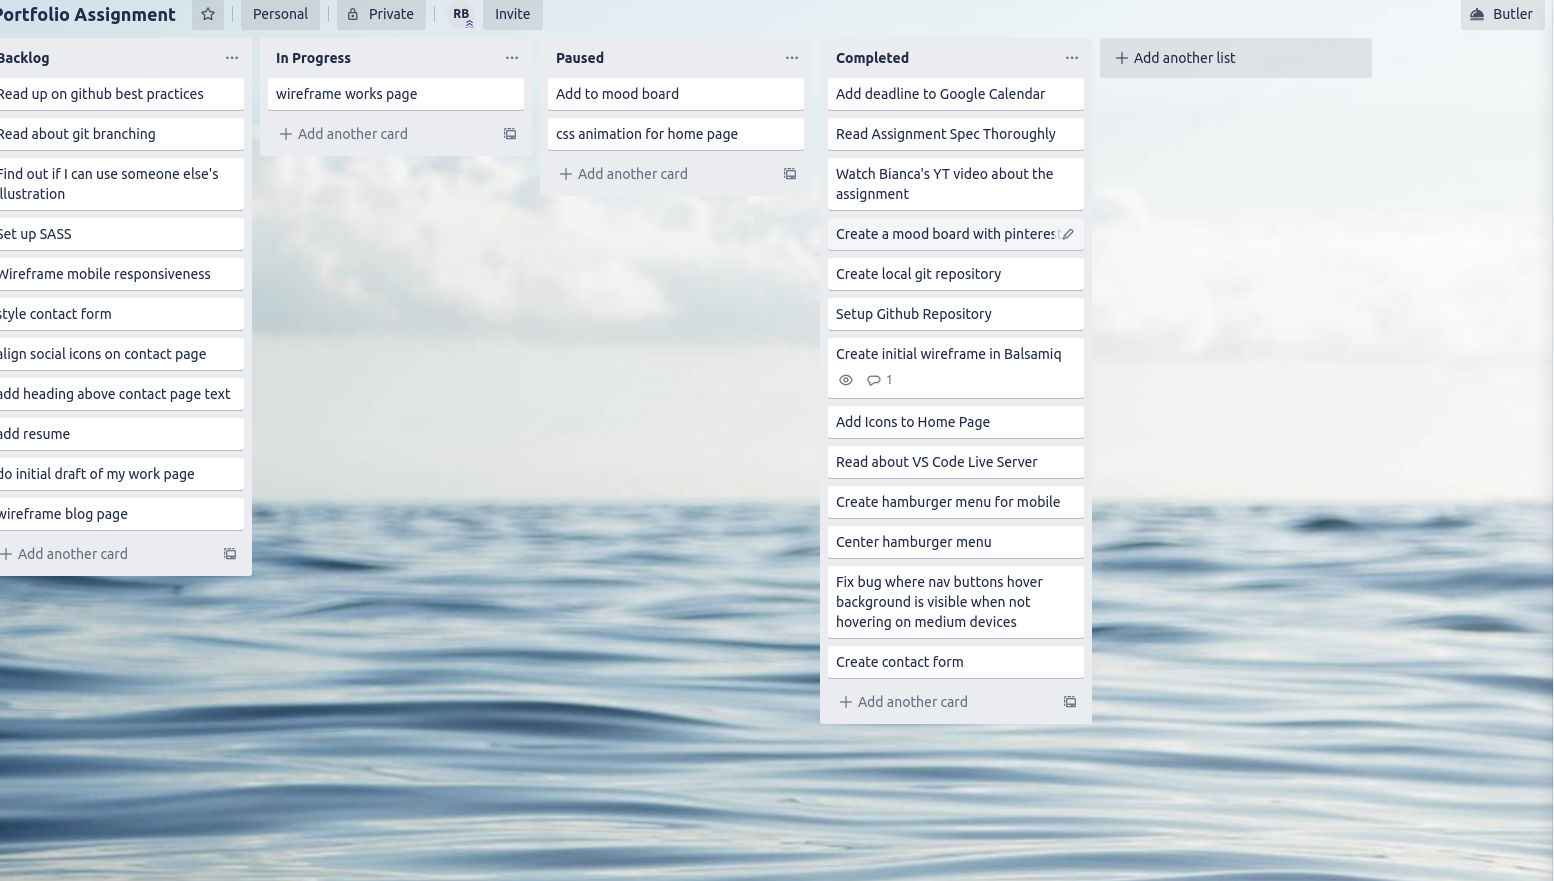 Portfolio Assignment
Personal
Private
RB
Invite
Butler
Backlog
Read up on github best practices
Read about git branching
Find out if I can use someone else's
illustration
Set up SASS
Wireframe mobile responsiveness
style contact form
align social icons on contact page
add heading above contact page text
add resume
do initial draft of my work page
wireframe blog page
Add another card
In Progress
wireframe works page
Add another card
Paused
Add to mood board
css animation for home page
Add another card
Completed
Add deadline to Google Calendar
Read Assignment Spec Thoroughly
Watch Bianca's YT video about the
assignment
Create a mood board with pinterest
Create local git repository
Setup Github Repository
Create initial wireframe in Balsamiq
1
Add Icons to Home Page
Read about VS Code Live Server
Create hamburger menu for mobile
Center hamburger menu
Fix bug where nav buttons hover
background is visible when not
hovering on medium devices
Create contact form
Add another card
Add another list